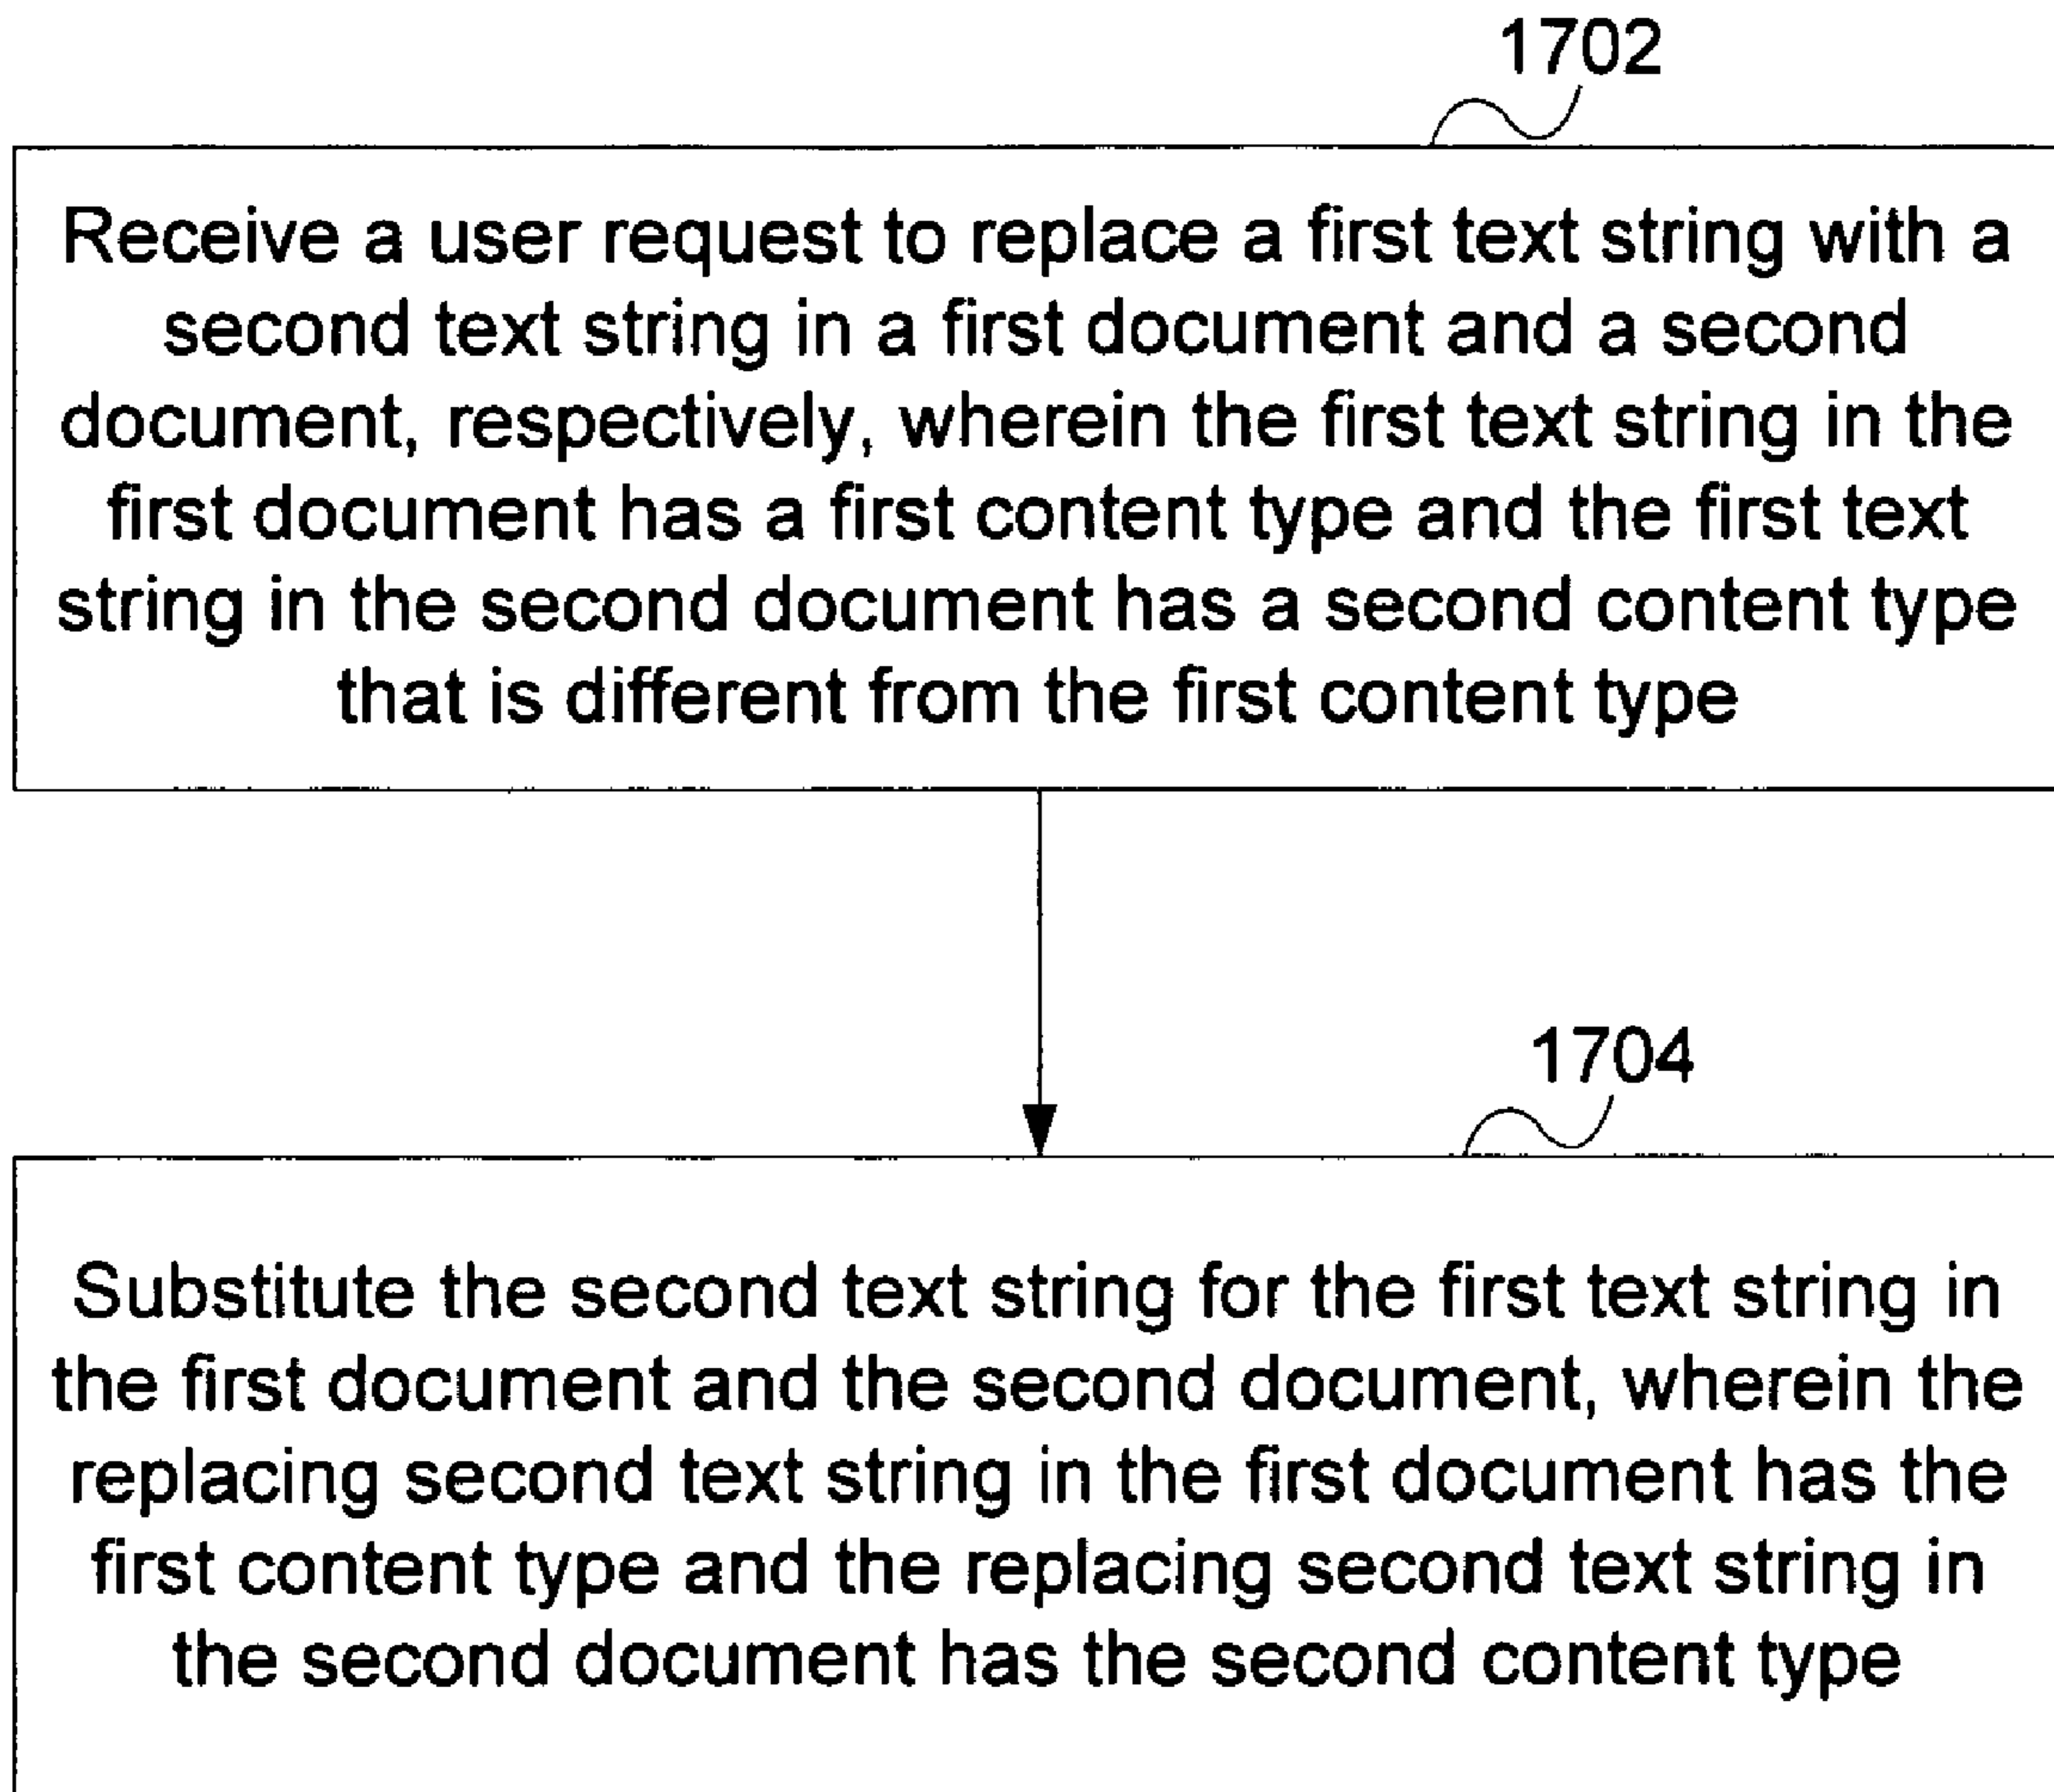 1702
Receive a user request to replace a first text string with a
second text string in a first document and a second
document, respectively, wherein the first text string in the
first document has a first content type and the first text
string in the second document has a second content type
that is different from the first content type
1704
Substitute the second text string for the first text string in
the first document and the second document, wherein the
replacing second text string in the first document has the
first content type and the replacing second text string in
the second document has the second content type